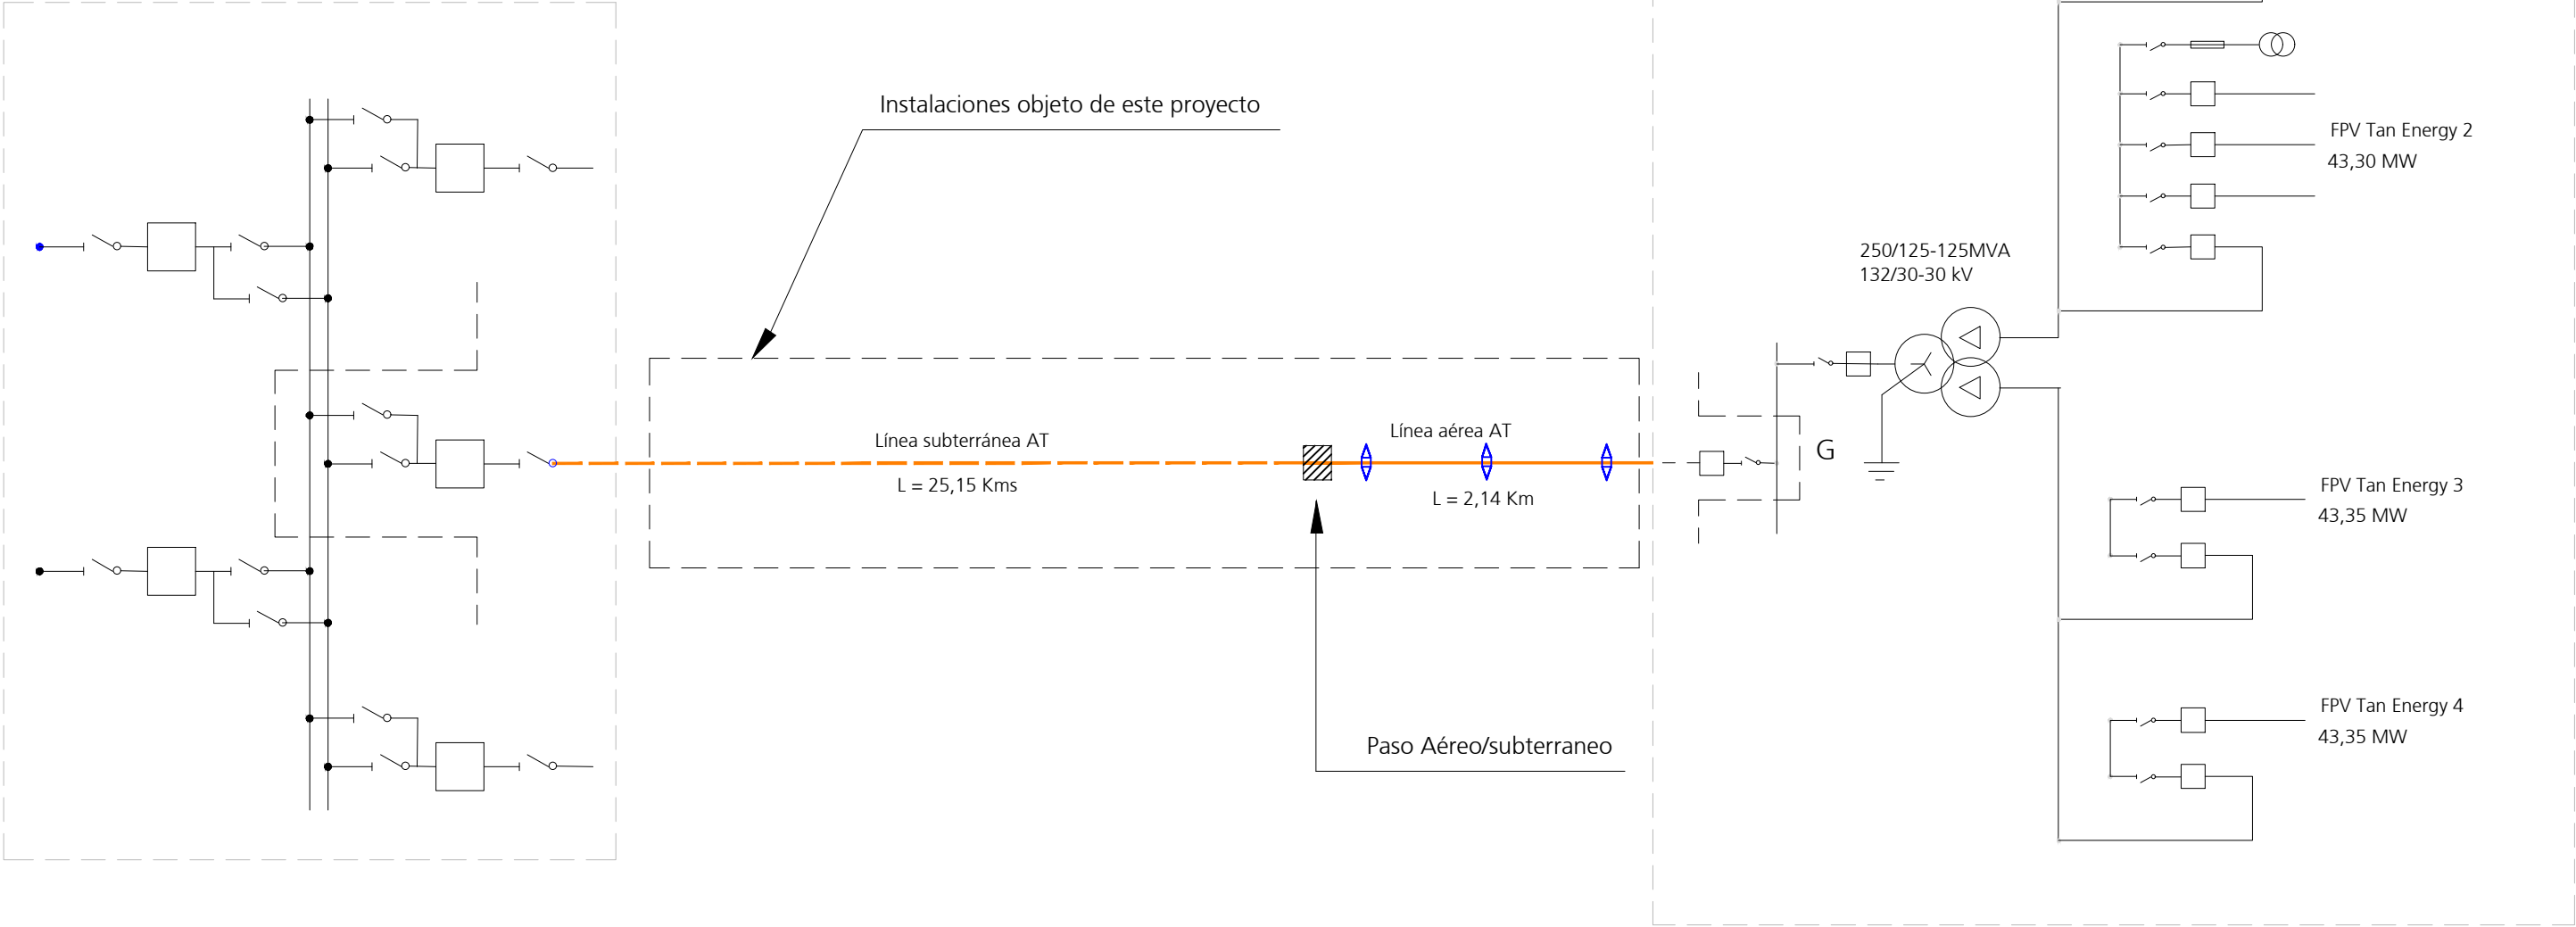 Instalaciones objeto de este proyecto
FPV Tan Energy 2
43,30 MW
250/125-125MVA
132/30-30 kV
Línea subterránea AT
L = 25,15 Kms
Línea aérea AT
L = 2,14 Km
G
FPV Tan Energy 3
43,35 MW
Paso Aéreo/subterraneo
FPV Tan Energy 4
43,35 MW